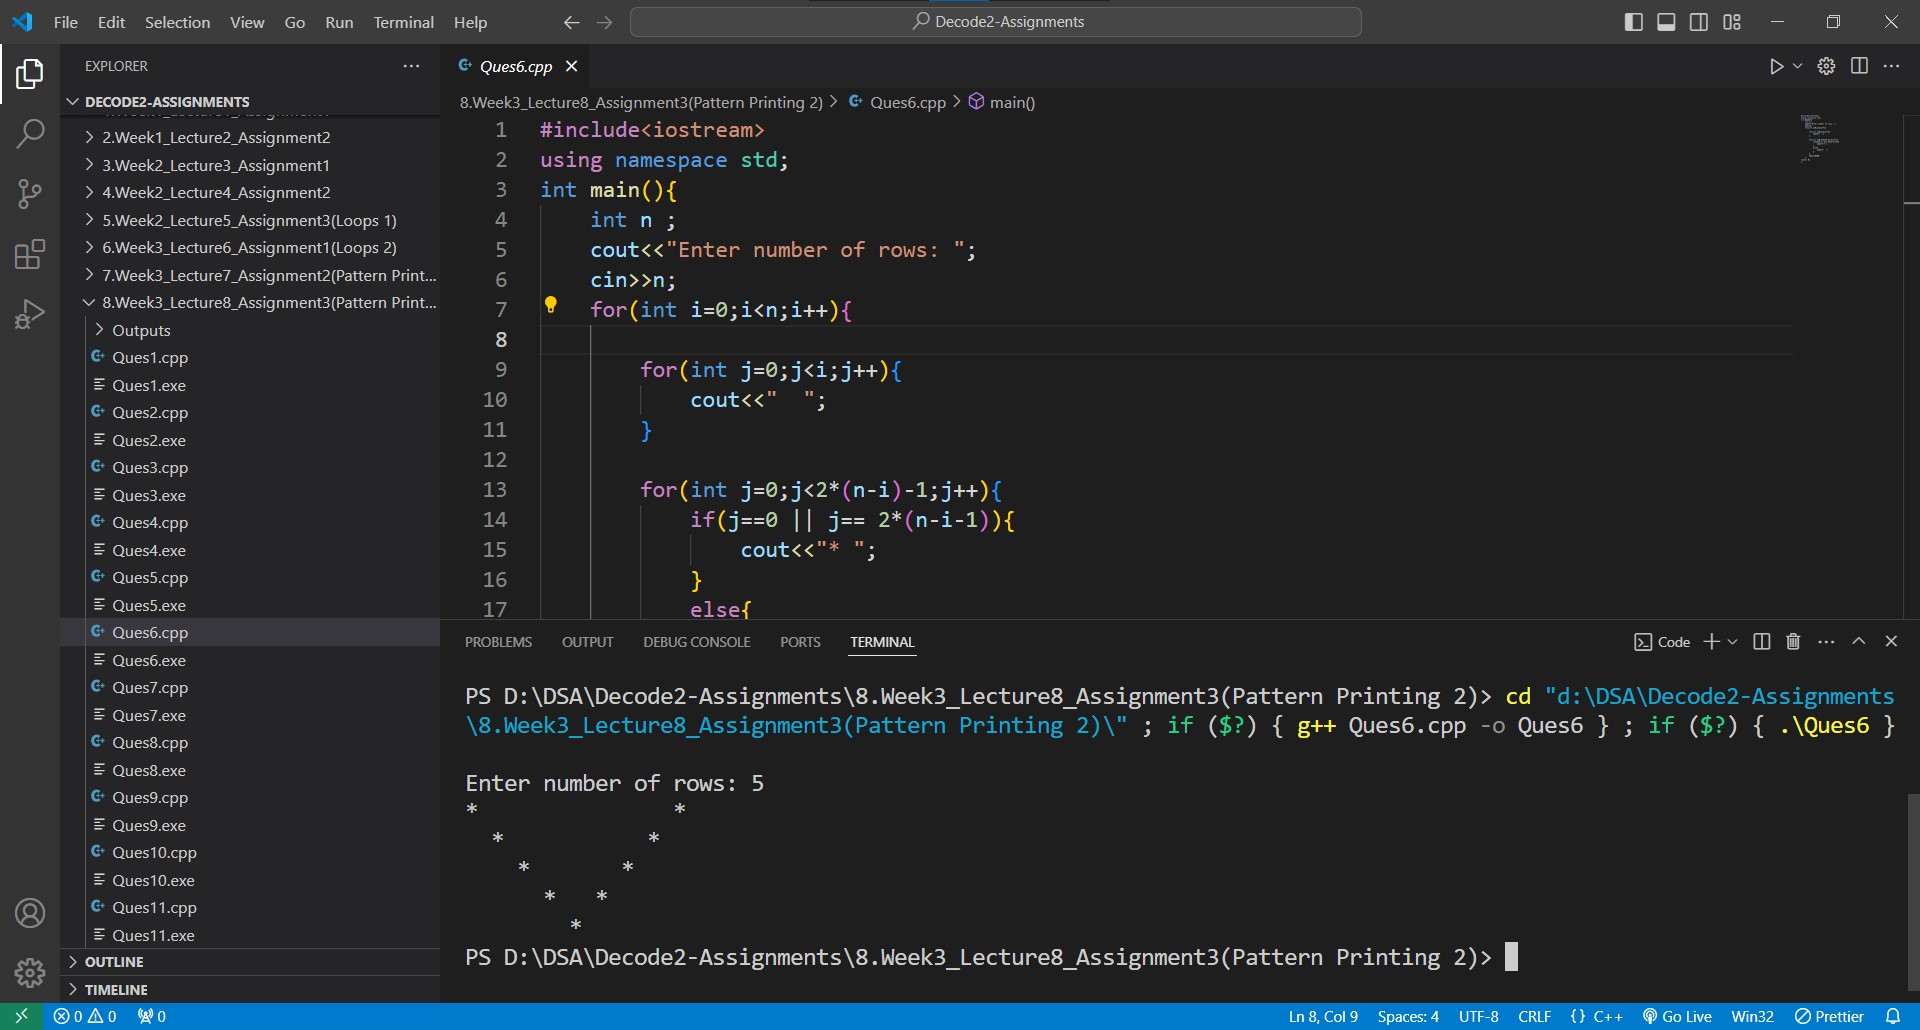 File Edit Selection View Go Run Terminal Help
Decode2-Assignments
EXPLORER
DECODE2-ASSIGNMENTS
2.Week1_Lecture2_Assignment2
3.Week2_Lecture3_Assignment1
4.Week2_Lecture4_Assignment2
5.Week2_Lecture5_Assignment3(Loops 1)
6.Week3_Lecture6_Assignment1(Loops 2)
7.Week3_Lecture7_Assignment2(Pattern Print...
8.Week3_Lecture8_Assignment3(Pattern Print...
Outputs
Ques1.cpp
Ques1.exe
Ques2.cpp
Ques2.exe
Ques3.cpp
Ques3.exe
Ques4.cpp
Ques4.exe
Ques5.cpp
Ques5.exe
Ques6.cpp
Ques6.exe
Ques7.cpp
Ques7.exe
Ques8.cpp
Ques8.exe
Ques9.cpp
Ques9.exe
Ques10.cpp
Ques10.exe
Ques11.cpp
Ques11.exe
OUTLINE
TIMELINE
Ques6.cpp
8.Week3_Lecture8_Assignment3(Pattern Printing 2) > Ques6.cpp > main()
1 #include<iostream>
2 using namespace std;
3 int main(){
4 int n ;
5 cout<<"Enter number of rows: ";
6 cin>>n;
7 for(int i=0;i<n;i++){
8
9 for(int j=0;j<i;j++){
10 cout<<"  ";
11 }
12
13 for(int j=0;j<2*(n-i)-1;j++){
14 if(j==0 || j== 2*(n-i-1)){
15 cout<<"* ";
16 }
17 else{
PROBLEMS OUTPUT DEBUG CONSOLE PORTS TERMINAL
Code
PS D:\DSA\Decode2-Assignments\8.Week3_Lecture8_Assignment3(Pattern Printing 2)> cd "d:\DSA\Decode2-Assignments
\8.Week3_Lecture8_Assignment3(Pattern Printing 2)\" ; if ($?) { g++ Ques6.cpp -o Ques6 } ; if ($?) { .\Ques6 }
Enter number of rows: 5
*               *
  *           *
    *       *
      *   *
        *
PS D:\DSA\Decode2-Assignments\8.Week3_Lecture8_Assignment3(Pattern Printing 2)>
0 0 0 Ln 8, Col 9 Spaces: 4 UTF-8 CRLF {} C++ Go Live Win32 Prettier